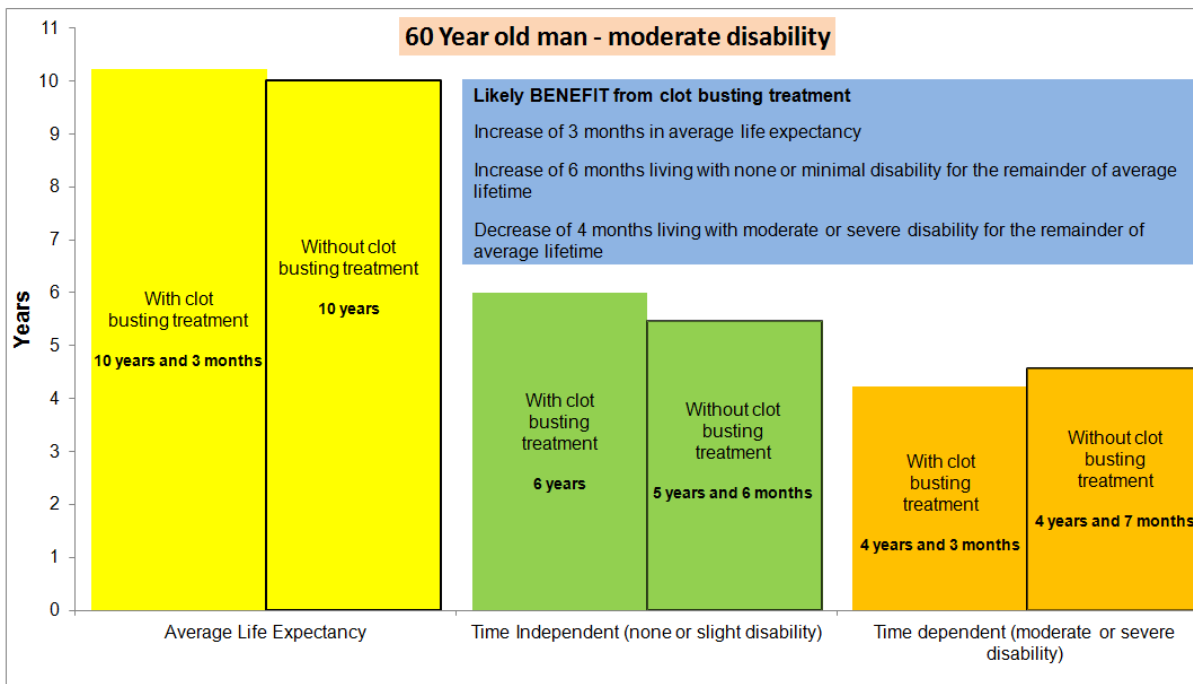 60 Year old man - moderate disability
Years
11
10
9
8
7
6
5
4
3
2
1
0
Likely BENEFIT from clot busting treatment
Increase of 3 months in average life expectancy
Increase of 6 months living with none or minimal disability for the remainder of average
lifetime
Decrease of 4 months living with moderate or severe disability for the remainder of
average lifetime
With clot
busting treatment
10 years and 3 months
Without clot
busting treatment
10 years
With clot
busting
treatment
6 years
Without clot
busting
treatment
5 years and 6 months
With clot
busting
treatment
4 years and 3 months
Without clot
busting
treatment
4 years and 7 months
Average Life Expectancy
Time Independent (none or slight disability)
Time dependent (moderate or severe
disability)